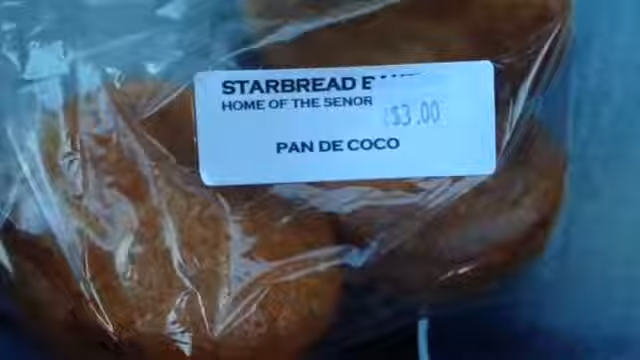 STARBREAD
HOME OF THE SENOR
$3.00
PAN DE COCO